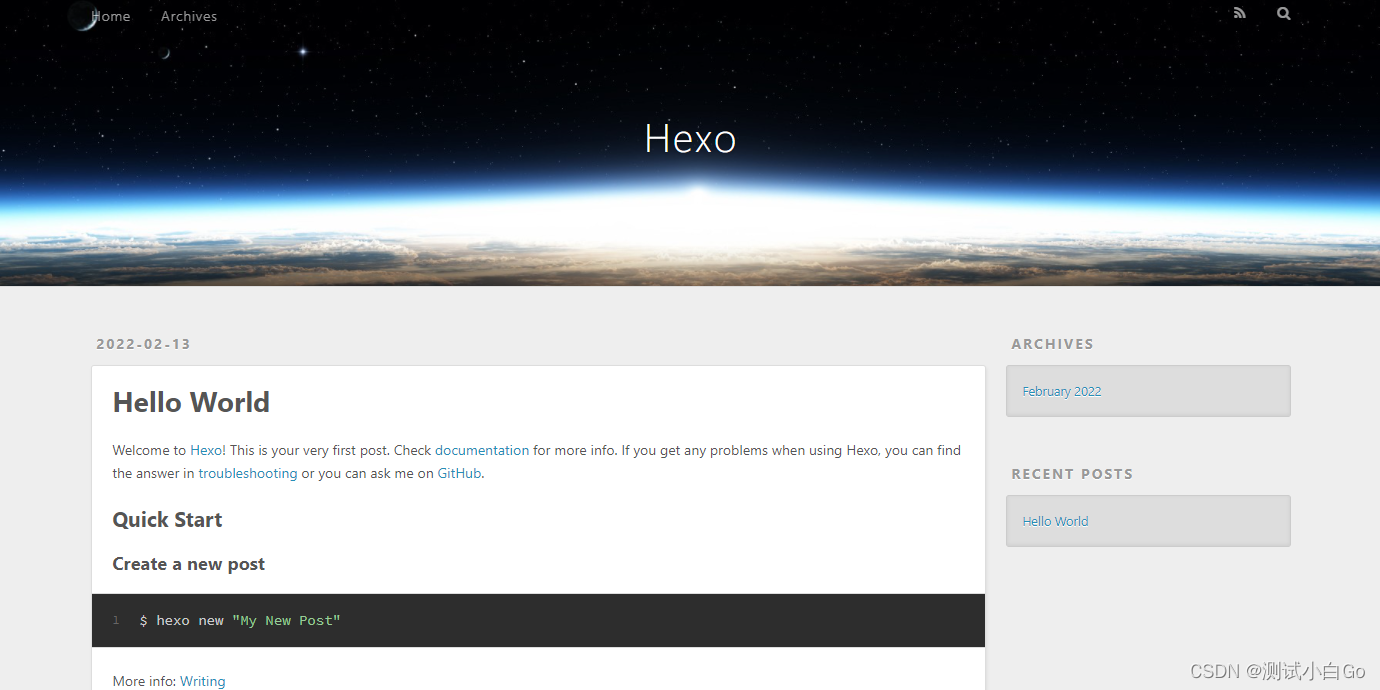 Home Archives
Hexo
2022-02-13
Hello World
Welcome to Hexo! This is your very first post. Check documentation for more info. If you get any problems when using Hexo, you can find
the answer in troubleshooting or you can ask me on GitHub.
Quick Start
Create a new post
1 $ hexo new "My New Post"
More info: Writing
ARCHIVES
February 2022
RECENT POSTS
Hello World
CSDN @测试小白Go